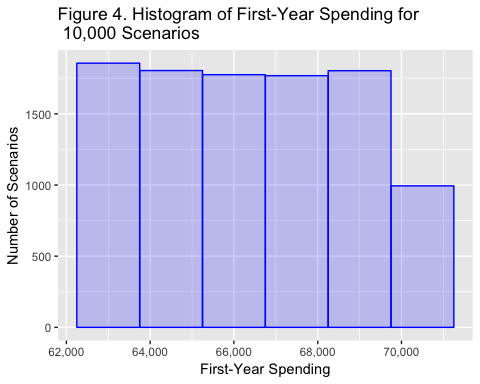 Figure 4. Histogram of First-Year Spending for
10,000 Scenarios
Number of Scenarios
1500
1000
500
0
62,000 64,000 66,000 68,000 70,000
First-Year Spending